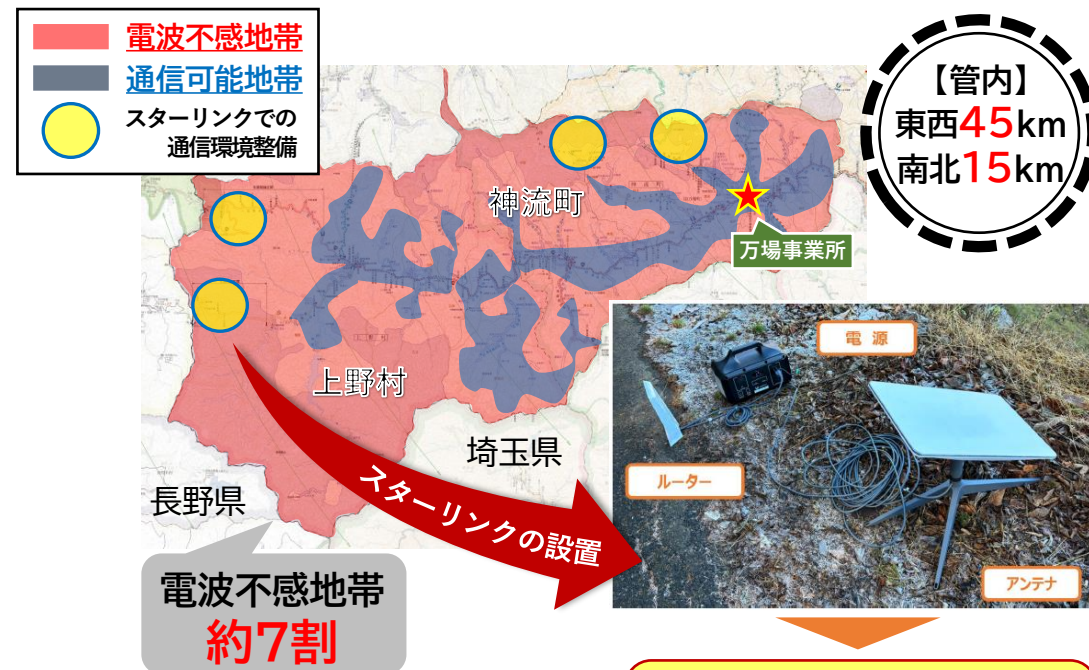 電波不感地帯
通信可能地帯
スターリンクでの
通信環境整備
【管内】
東西45km
南北15km
神流町
万場事業所
上野村
埼玉県
長野県
スターリンクの設置
電波不感地帯
約7割
電 源
ルーター
アンテナ